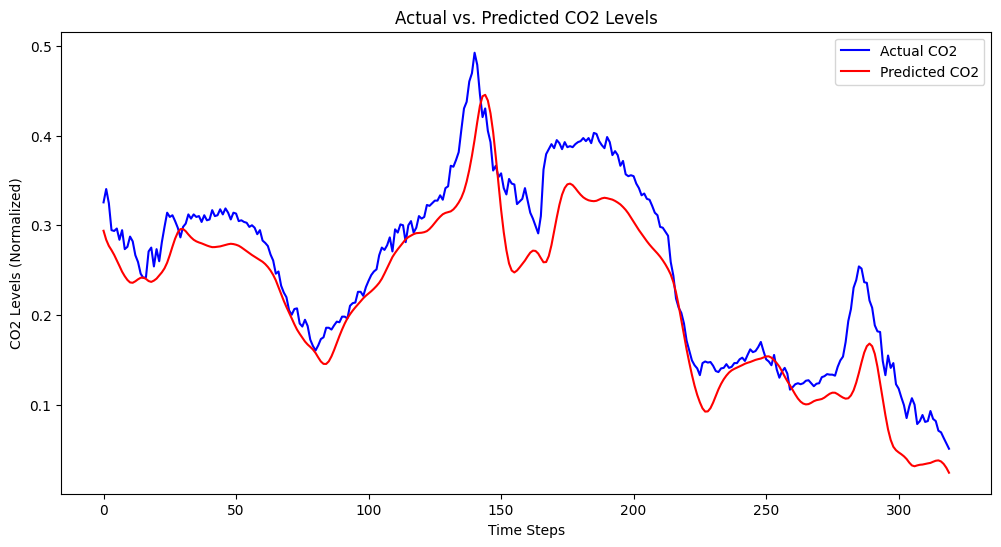 Actual vs. Predicted CO2 Levels
Actual CO2
Predicted CO2
CO2 Levels (Normalized)
0.5
0.4
0.3
0.2
0.1
0 50 100 150 200 250 300
Time Steps